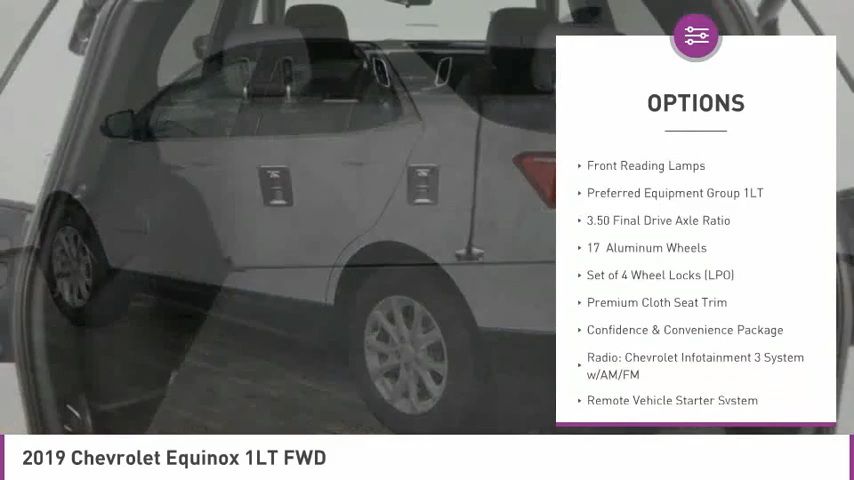 OPTIONS
Front Reading Lamps
Preferred Equipment Group 1LT
3.50 Final Drive Axle Ratio
17 Aluminum Wheels
Set of 4 Wheel Locks (LPO)
Premium Cloth Seat Trim
Confidence & Convenience Package
Radio: Chevrolet Infotainment 3 System
w/AM/FM
Remote Vehicle Starter System
2019 Chevrolet Equinox 1LT FWD